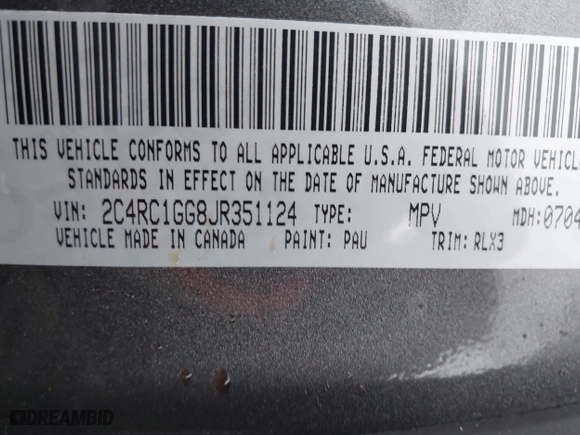 THIS VEHICLE CONFORMS TO ALL APPLICABLE U.S.A. FEDERAL MOTOR VEHICLE
STANDARDS IN EFFECT ON THE DATE OF MANUFACTURE SHOWN ABOVE.
VIN: 2C4RC1GG8JR351124 TYPE: MPV MDH:0704
VEHICLE MADE IN CANADA PAINT: PAU TRIM: RLX3
DREAMBID